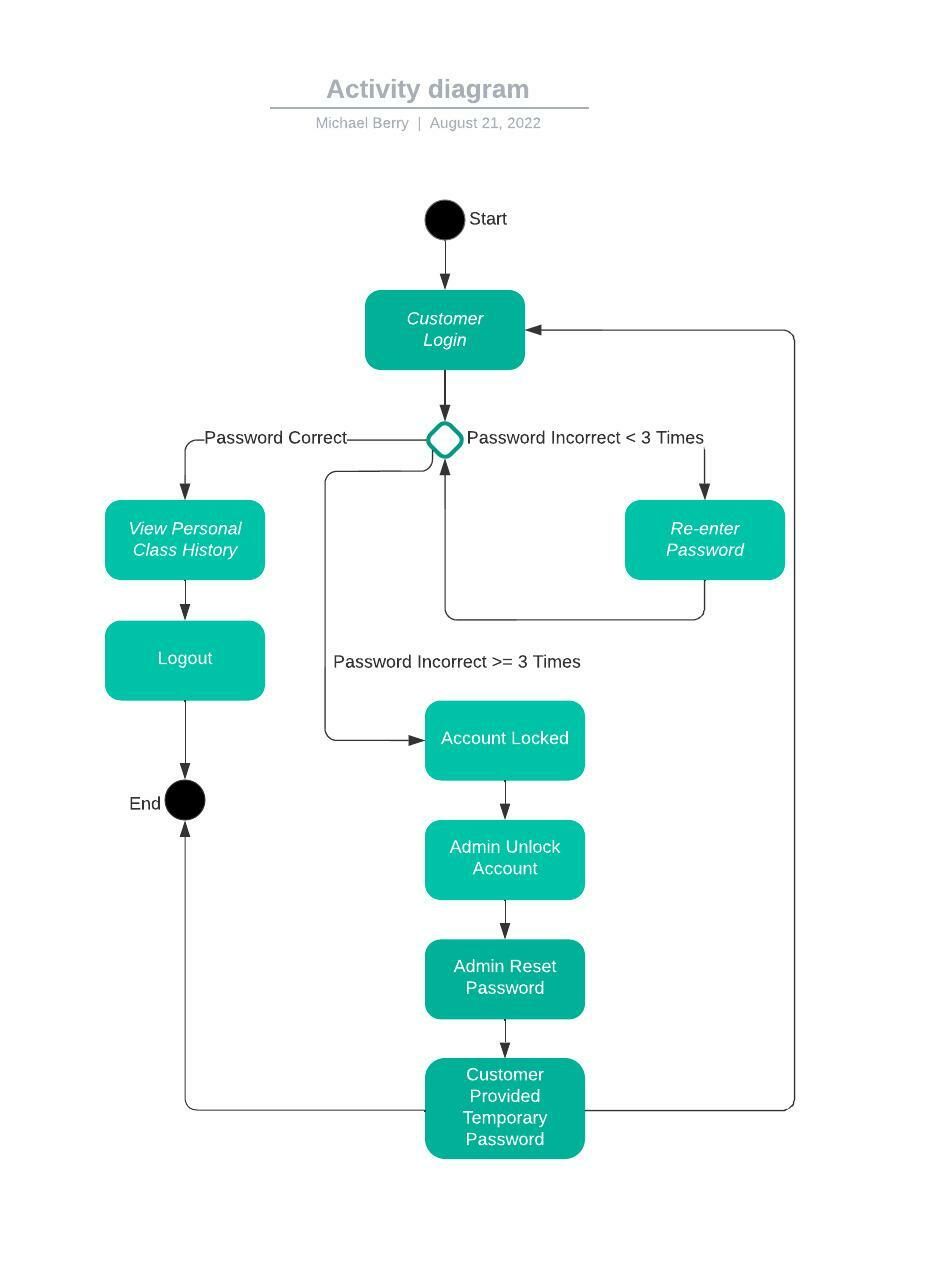 Activity diagram
Michael Berry | August 21, 2022
Start
Customer
Login
Password Correct
Password Incorrect < 3 Times
View Personal
Class History
Re-enter
Password
Logout
Password Incorrect >= 3 Times
Account Locked
End
Admin Unlock
Account
Admin Reset
Password
Customer
Provided
Temporary
Password